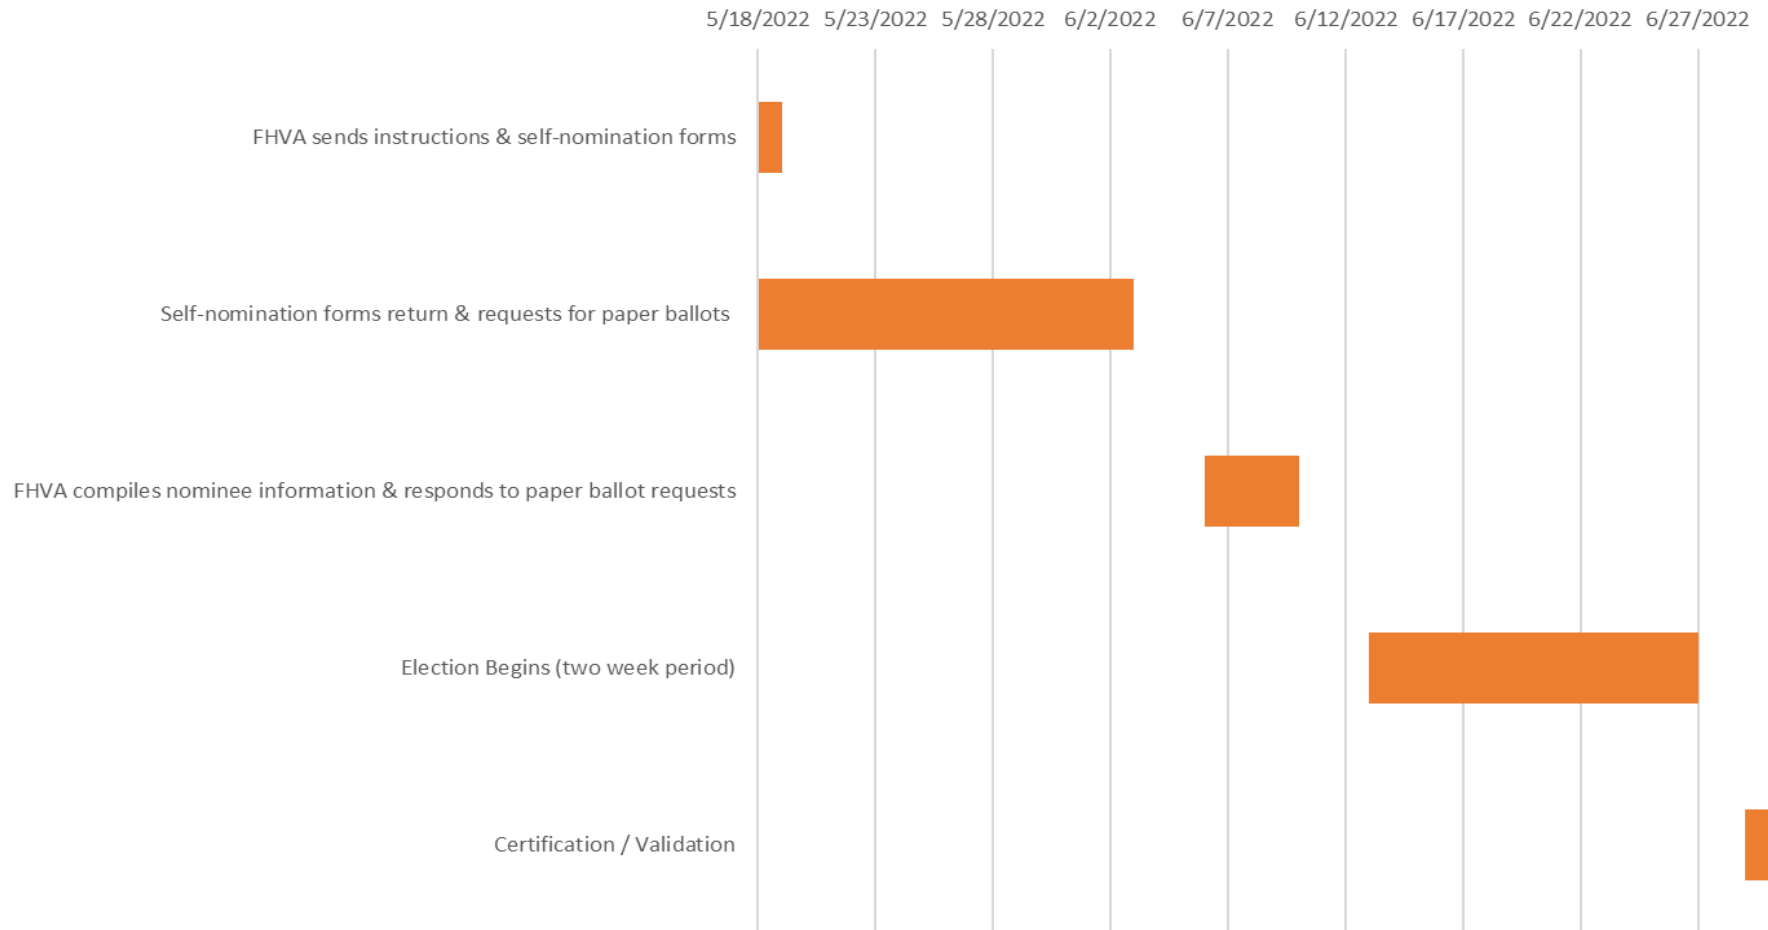 5/18/2022 5/23/2022 5/28/2022 6/2/2022 6/7/2022 6/12/2022 6/17/2022 6/22/2022 6/27/2022
FHVA sends instructions & self-nomination forms
Self-nomination forms return & requests for paper ballots
FHVA compiles nominee information & responds to paper ballot requests
Election Begins (two week period)
Certification / Validation